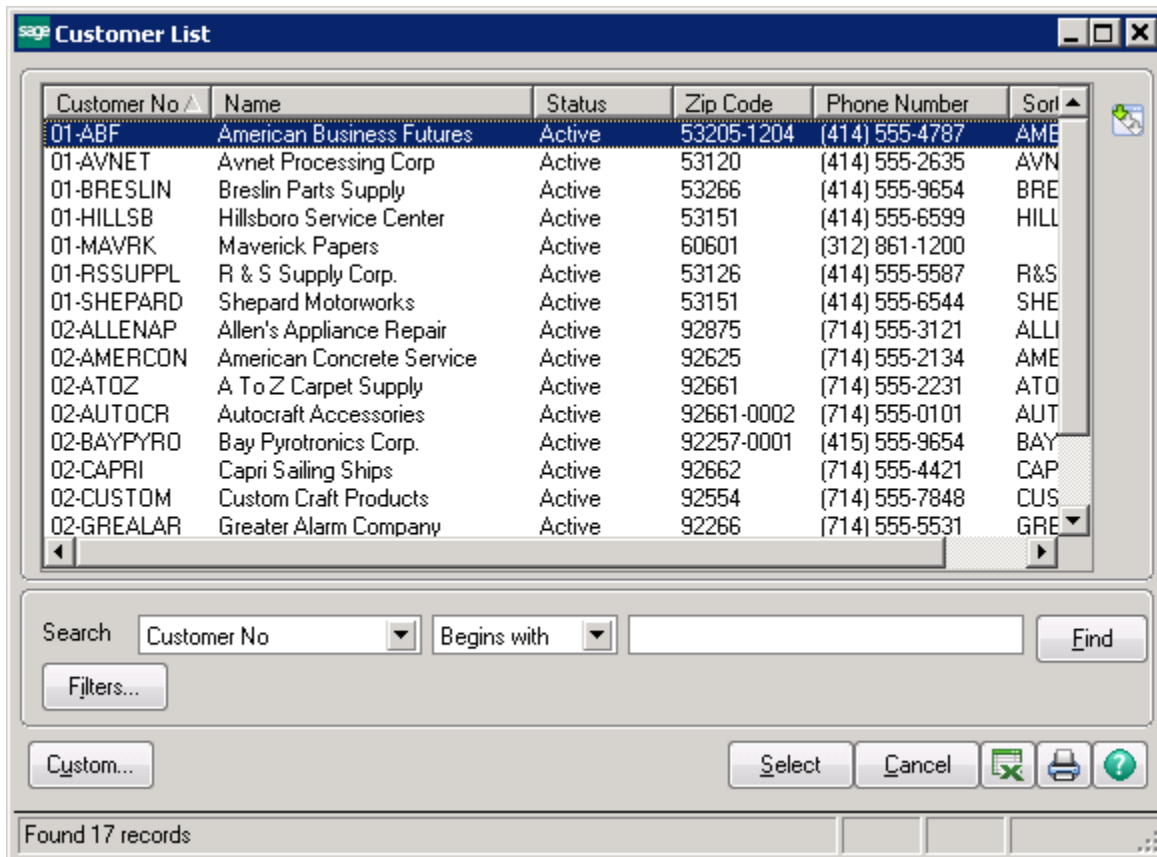 sage Customer List
Customer No Name Status Zip Code Phone Number Sort
01-ABF American Business Futures Active 53205-1204 (414) 555-4787 AME
01-AVNET Avnet Processing Corp Active 53120 (414) 555-2635 AVN
01-BRESLIN Breslin Parts Supply Active 53266 (414) 555-9654 BRE
01-HILLSB Hillsboro Service Center Active 53151 (414) 555-6599 HILL
01-MAVRK Maverick Papers Active 60601 (312) 861-1200
01-RSSUPPL R & S Supply Corp. Active 53126 (414) 555-5587 R&S
01-SHEPARD Shepard Motorworks Active 53151 (414) 555-6544 SHE
02-ALLENAP Allen's Appliance Repair Active 92875 (714) 555-3121 ALLE
02-AMERCON American Concrete Service Active 92625 (714) 555-2134 AME
02-ATOZ A To Z Carpet Supply Active 92661 (714) 555-2231 ATO
02-AUTOCR Autocraft Accessories Active 92661-0002 (714) 555-0101 AUT
02-BAYPYRO Bay Pyrotronics Corp. Active 92257-0001 (415) 555-9654 BAY
02-CAPRI Capri Sailing Ships Active 92662 (714) 555-4421 CAP
02-CUSTOM Custom Craft Products Active 92554 (714) 555-7848 CUS
02-GREALAR Greater Alarm Company Active 92266 (714) 555-5531 GRE
Search Customer No Begins with Find
Filters...
Custom... Select Cancel
Found 17 records